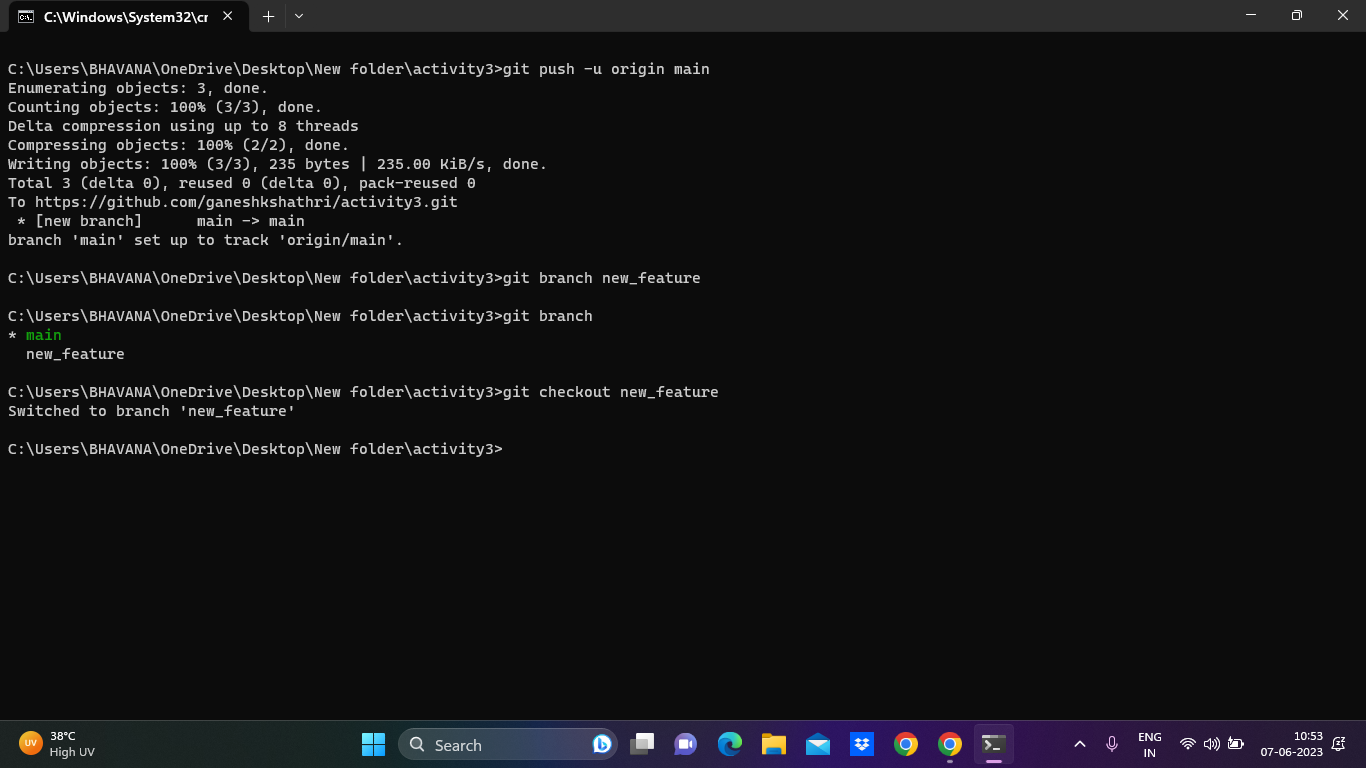 C:\Windows\System32\cr
C:\Users\BHAVANA\OneDrive\Desktop\New folder\activity3>git push -u origin main
Enumerating objects: 3, done.
Counting objects: 100% (3/3), done.
Delta compression using up to 8 threads
Compressing objects: 100% (2/2), done.
Writing objects: 100% (3/3), 235 bytes | 235.00 KiB/s, done.
Total 3 (delta 0), reused 0 (delta 0), pack-reused 0
To https://github.com/ganeshkshathri/activity3.git
 * [new branch]      main -> main
branch 'main' set up to track 'origin/main'.
C:\Users\BHAVANA\OneDrive\Desktop\New folder\activity3>git branch new_feature
C:\Users\BHAVANA\OneDrive\Desktop\New folder\activity3>git branch
* main
  new_feature
C:\Users\BHAVANA\OneDrive\Desktop\New folder\activity3>git checkout new_feature
Switched to branch 'new_feature'
C:\Users\BHAVANA\OneDrive\Desktop\New folder\activity3>
UV
38°C
High UV
Search
ENG
IN
10:53
07-06-2023